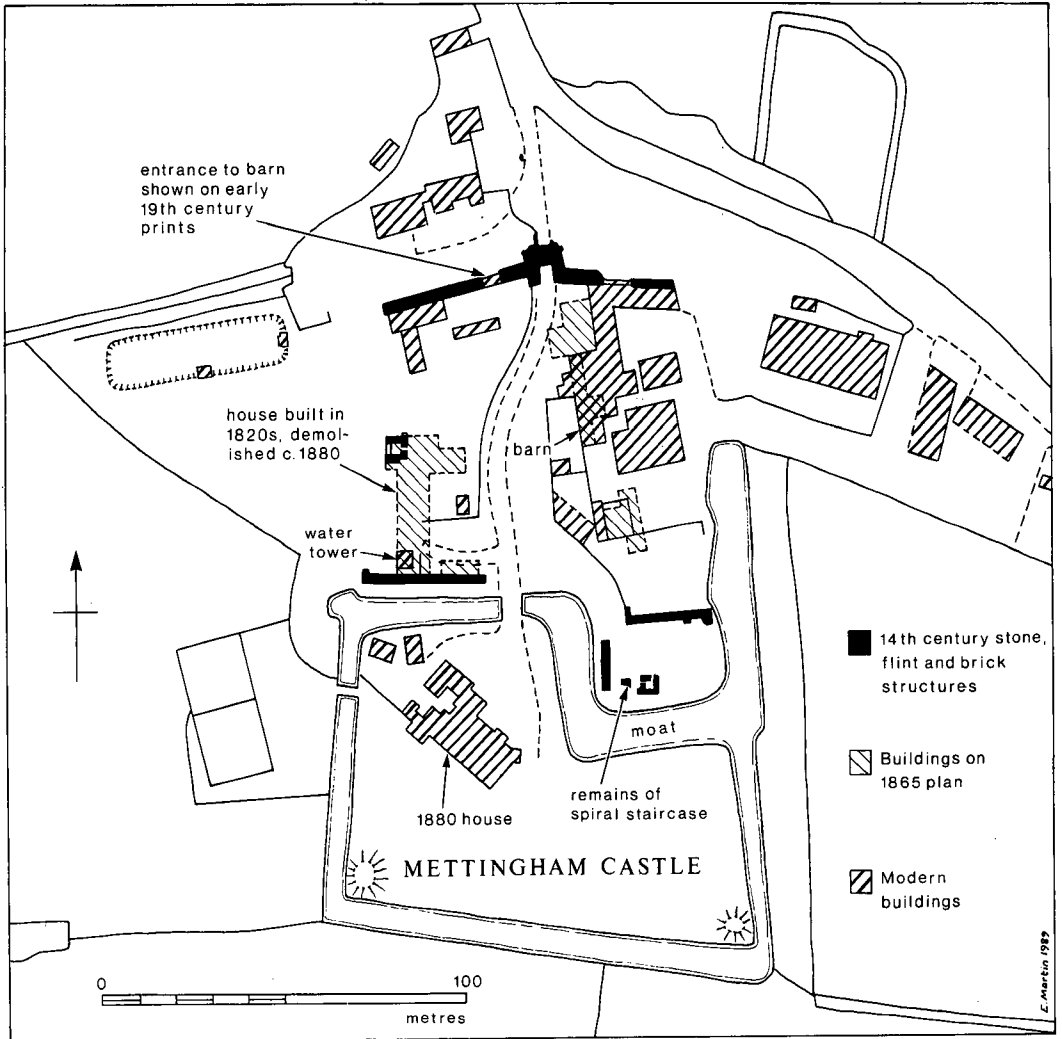 entrance to barn
shown on early
19th century
prints
house built in
1820s, demol-
ished c. 1880
barn
water
tower
moat
1880 house
remains of
spiral staircase
METTINGHAM CASTLE
14th century stone,
flint and brick
structures
Buildings on
1865 plan
Modern
buildings
0 100
metres
E. Martin 1989